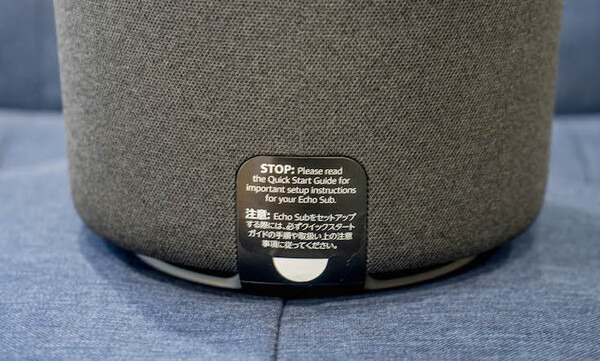 STOP: Please read
the Quick Start Guide for
important setup instructions
for your Echo Sub.
注意: Echo Subをセットアップ
する際には、必ずクイックスタート
ガイドの手順や取扱い上の注意
事項に従ってください。